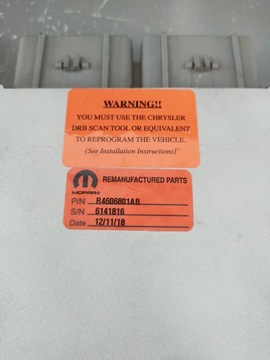 WARNING!!
YOU MUST USE THE CHRYSLER
DRB SCAN TOOL OR EQUIVALENT
TO REPROGRAM THE VEHICLE.
(See Installation Instructions)
REMANUFACTURED PARTS
MOPAR
P/N R4606801AB
S/N 6141816
Date 12/11/18